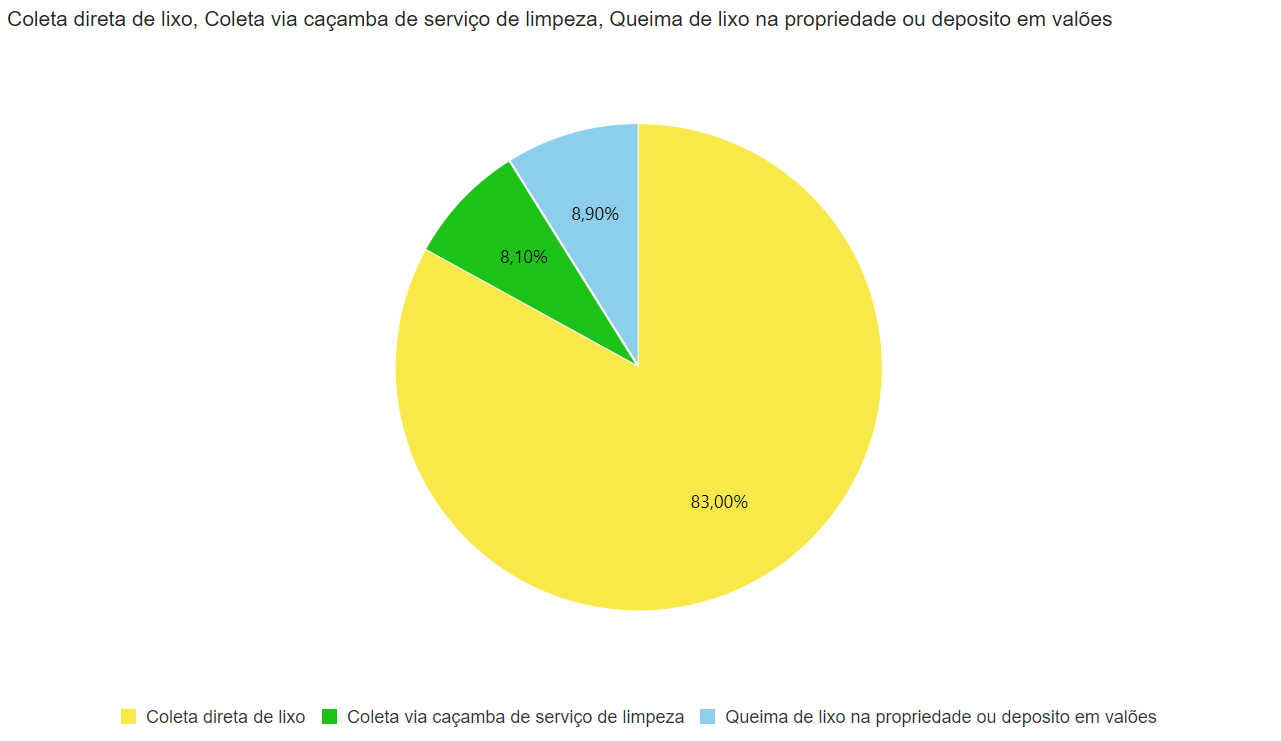 Coleta direta de lixo, Coleta via caçamba de serviço de limpeza, Queima de lixo na propriedade ou deposito em valões
8,90%
8,10%
83,00%
Coleta direta de lixo
Coleta via caçamba de serviço de limpeza
Queima de lixo na propriedade ou deposito em valões